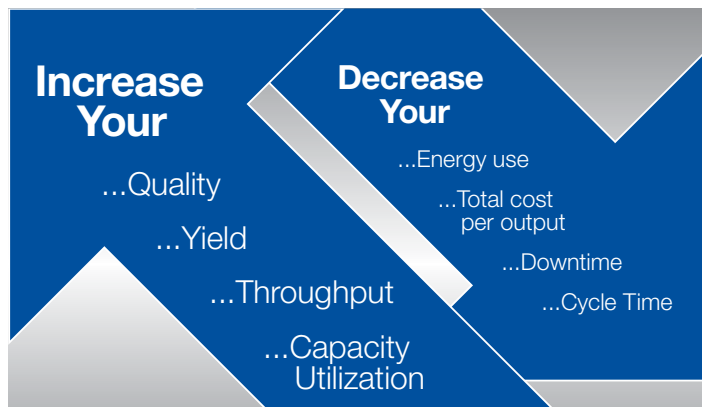 Increase
Your
...Quality
...Yield
...Throughput
...Capacity
Utilization
Decrease
Your
...Energy use
...Total cost
per output
...Downtime
...Cycle Time